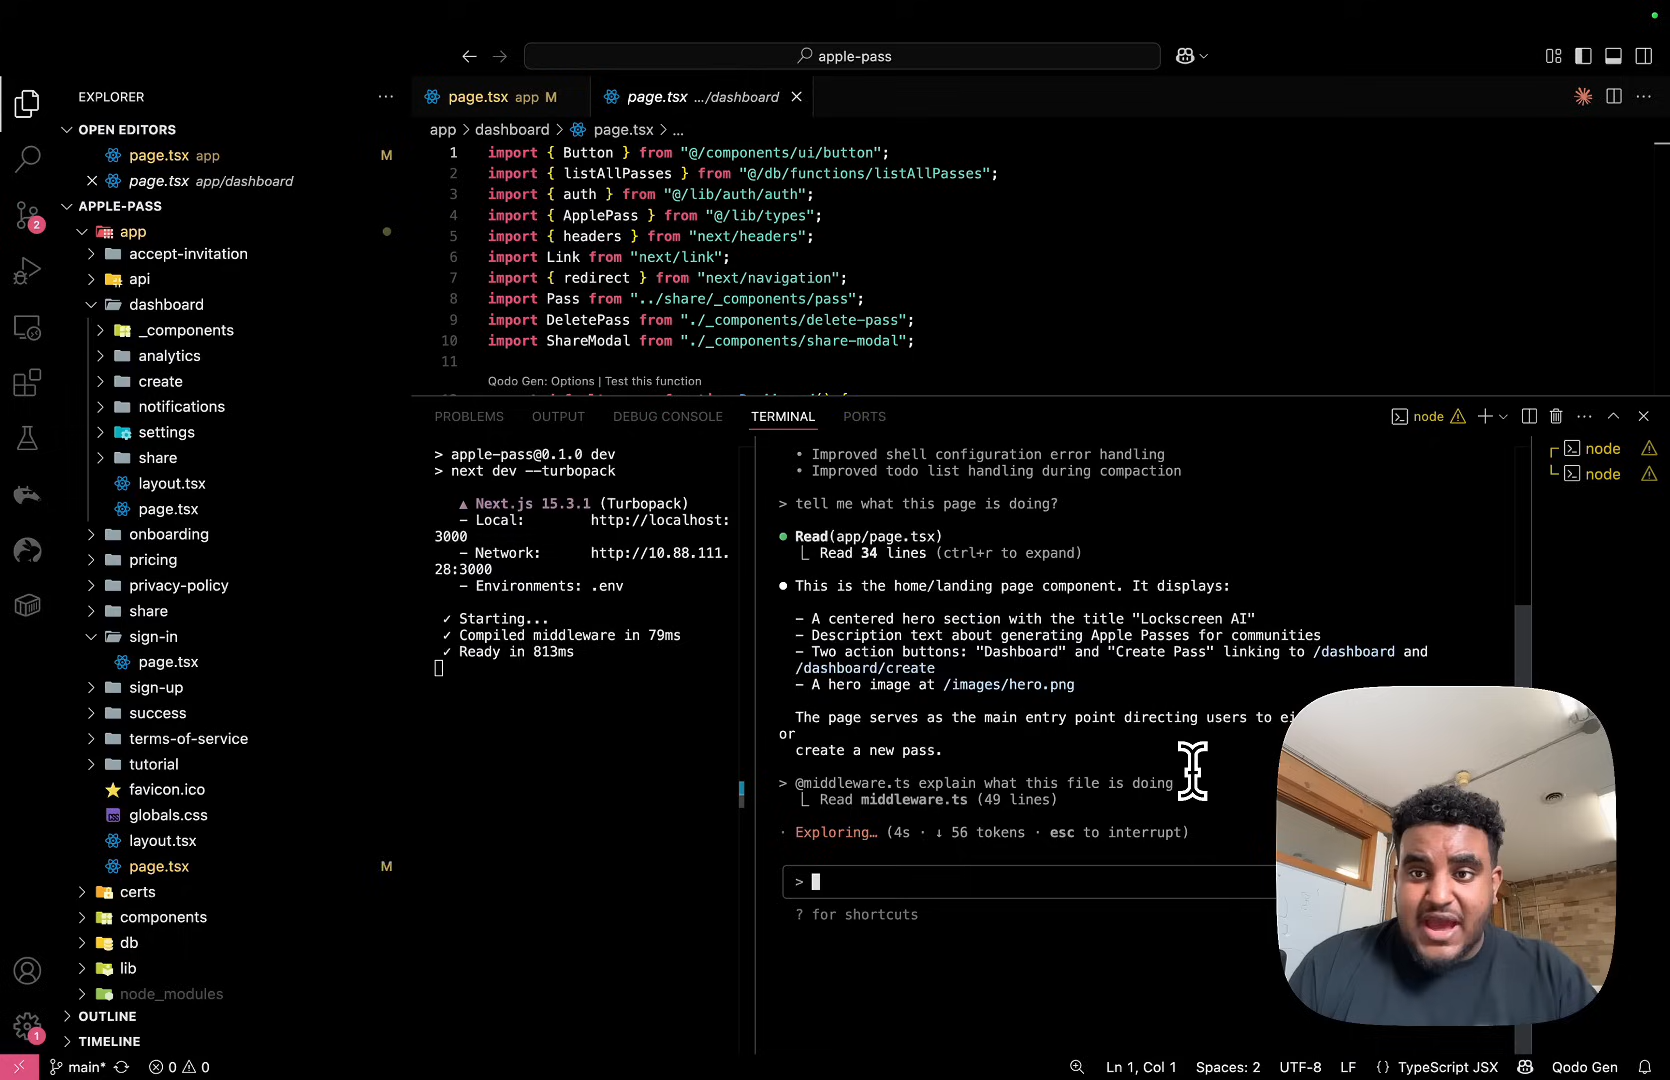 apple-pass
EXPLORER
OPEN EDITORS
page.tsx app M
page.tsx app/dashboard
APPLE-PASS
app
accept-invitation
api
dashboard
_components
analytics
create
notifications
settings
share
layout.tsx
page.tsx
onboarding
pricing
privacy-policy
share
sign-in
page.tsx
sign-up
success
terms-of-service
tutorial
favicon.ico
globals.css
layout.tsx
page.tsx M
certs
components
db
lib
node_modules
OUTLINE
TIMELINE
2
1
page.tsx app M
page.tsx .../dashboard
app > dashboard > page.tsx > ...
1 import { Button } from "@/components/ui/button";
2 import { listAllPasses } from "@/db/functions/listAllPasses";
3 import { auth } from "@/lib/auth/auth";
4 import { ApplePass } from "@/lib/types";
5 import { headers } from "next/headers";
6 import Link from "next/link";
7 import { redirect } from "next/navigation";
8 import Pass from "../share/_components/pass";
9 import DeletePass from "./_components/delete-pass";
10 import ShareModal from "./_components/share-modal";
11
Qodo Gen: Options | Test this function
PROBLEMS OUTPUT DEBUG CONSOLE TERMINAL PORTS
node
node
node
> apple-pass@0.1.0 dev
> next dev --turbopack
▲ Next.js 15.3.1 (Turbopack)
- Local: http://localhost:
3000
- Network: http://10.88.111.
28:3000
- Environments: .env
✓ Starting...
✓ Compiled middleware in 79ms
✓ Ready in 813ms
• Improved shell configuration error handling
• Improved todo list handling during compaction
> tell me what this page is doing?
● Read(app/page.tsx)
⎿ Read 34 lines (ctrl+r to expand)
● This is the home/landing page component. It displays:
- A centered hero section with the title "Lockscreen AI"
- Description text about generating Apple Passes for communities
- Two action buttons: "Dashboard" and "Create Pass" linking to /dashboard and
/dashboard/create
- A hero image at /images/hero.png
The page serves as the main entry point directing users to
or
create a new pass.
> @middleware.ts explain what this file is doing
⎿ Read middleware.ts (49 lines)
· Exploring… (4s · ↓ 56 tokens · esc to interrupt)
>
? for shortcuts
main* 0 0
Ln 1, Col 1 Spaces: 2 UTF-8 LF {} TypeScript JSX Qodo Gen